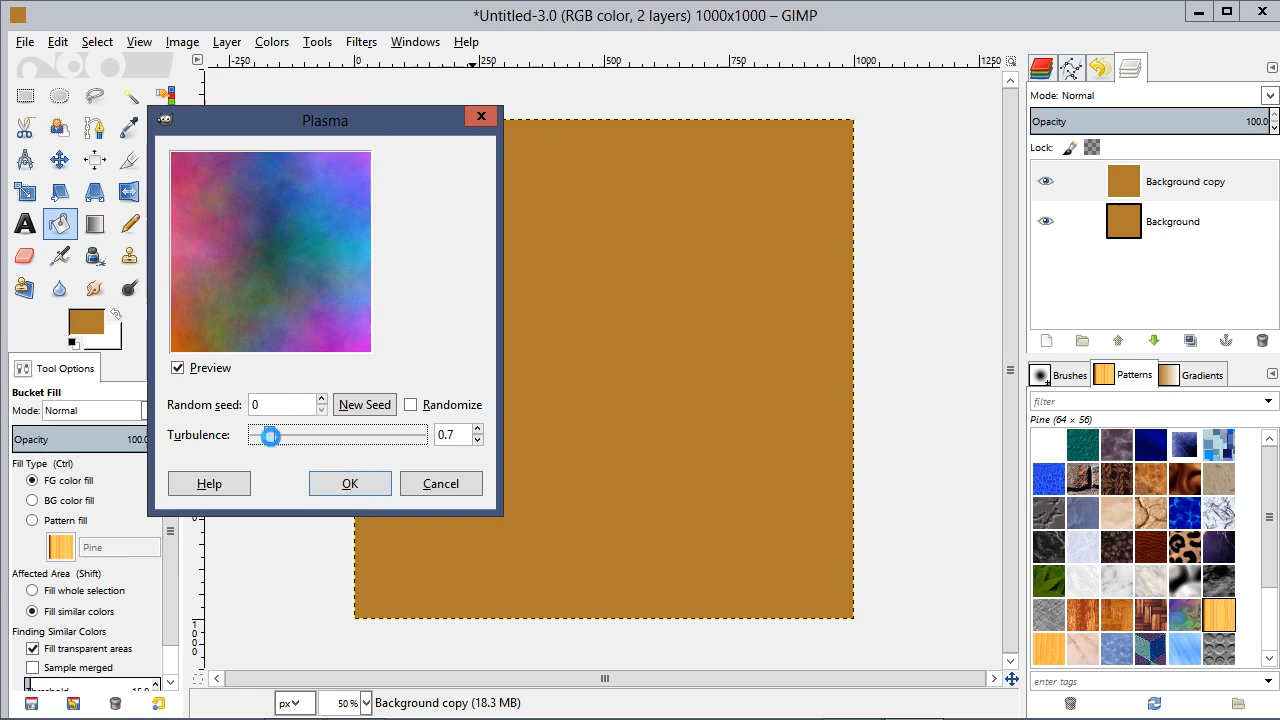 *Untitled-3.0 (RGB color, 2 layers) 1000x1000 – GIMP
File Edit Select View Image Layer Colors Tools Filters Windows Help
-250 0 250 500 750 1000 1250
Mode: Normal
Opacity 100.0
Lock:
Background copy
Background
Plasma
Preview
Random seed: 0 New Seed Randomize
Turbulence: 0.7
Help OK Cancel
Tool Options
Bucket Fill
Mode: Normal
Opacity 100.0
Fill Type (Ctrl)
FG color fill
BG color fill
Pattern fill
Pine
Affected Area (Shift)
Fill whole selection
Fill similar colors
Finding Similar Colors
Fill transparent areas
Sample merged
1000
Brushes Patterns Gradients
filter
Pine (64 × 56)
enter tags
px 50 % Background copy (18.3 MB)